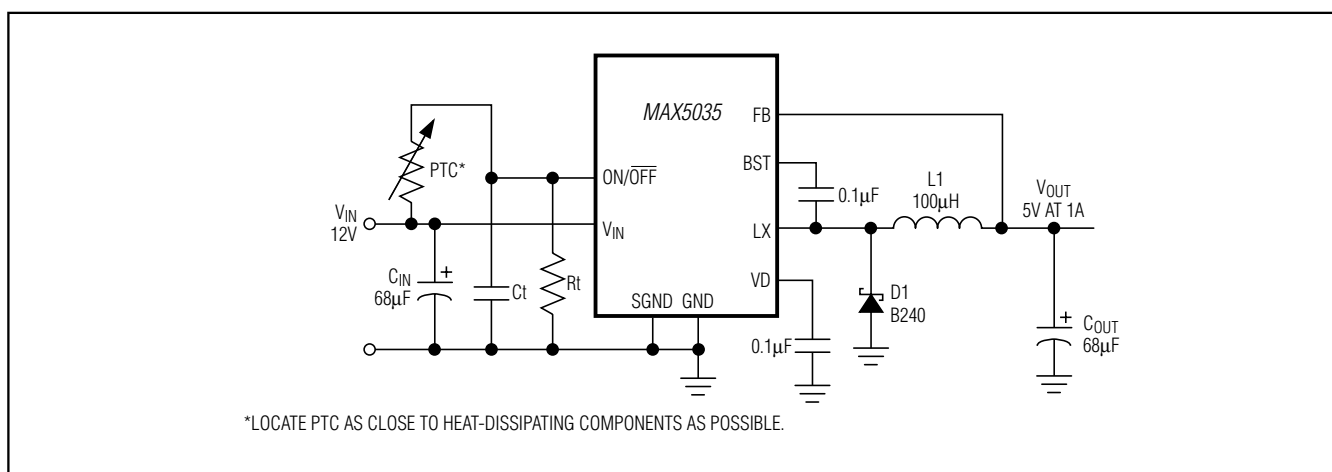 MAX5035
FB
BST
LX
VD
ON/O̅F̅F̅
VIN
SGND GND
PTC*
VIN
12V
CIN
68µF
+
Ct
Rt
0.1µF
L1
100µH
VOUT
5V AT 1A
D1
B240
0.1µF
+
COUT
68µF
*LOCATE PTC AS CLOSE TO HEAT-DISSIPATING COMPONENTS AS POSSIBLE.